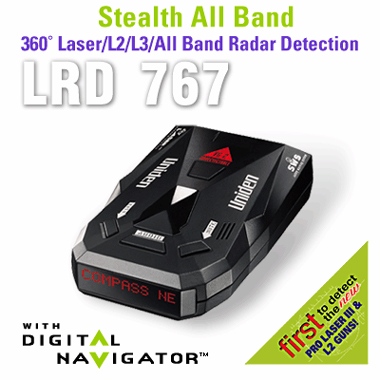 Stealth All Band
360° Laser/L2/L3/All Band Radar Detection
LRD 767
Uniden
Uniden
SWS
COMPASS NE
WITH
DIGITAL
NAVIGATOR™
first to detect
the new
PRO LASER III &
L2 GUNS!